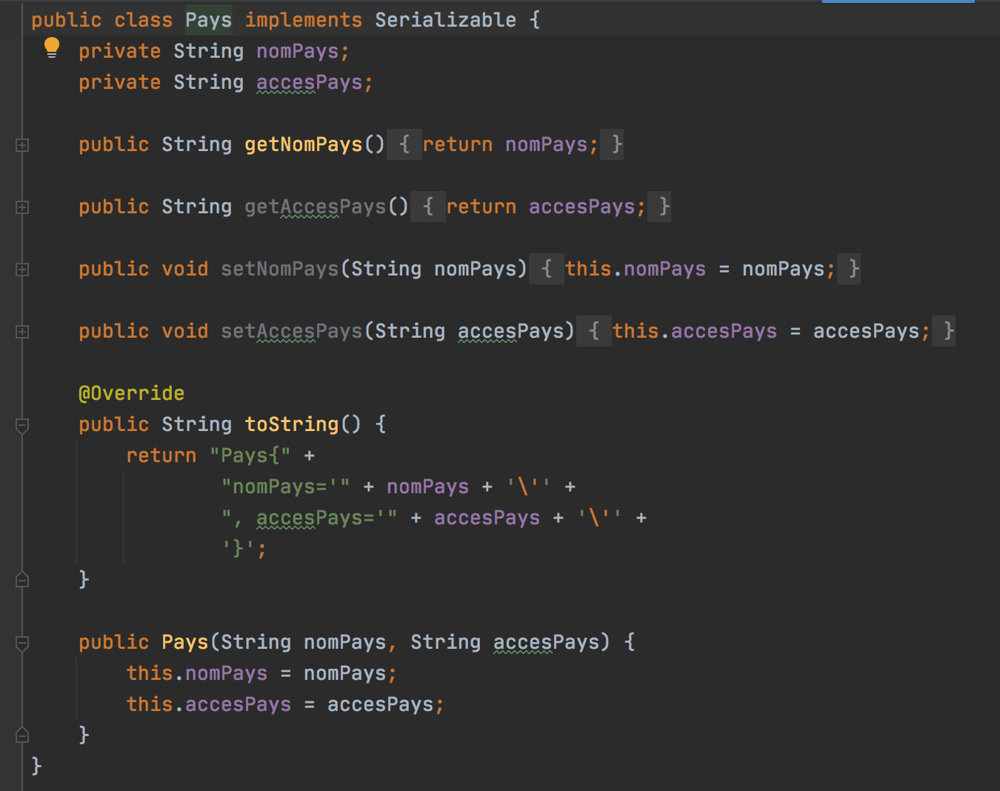 public class Pays implements Serializable {
    private String nomPays;
    private String accesPays;
    public String getNomPays() { return nomPays; }
    public String getAccesPays() { return accesPays; }
    public void setNomPays(String nomPays) { this.nomPays = nomPays; }
    public void setAccesPays(String accesPays) { this.accesPays = accesPays; }
    @Override
    public String toString() {
        return "Pays{" +
                "nomPays='" + nomPays + '\'' +
                ", accesPays='" + accesPays + '\'' +
                '}';
    }
    public Pays(String nomPays, String accesPays) {
        this.nomPays = nomPays;
        this.accesPays = accesPays;
    }
}